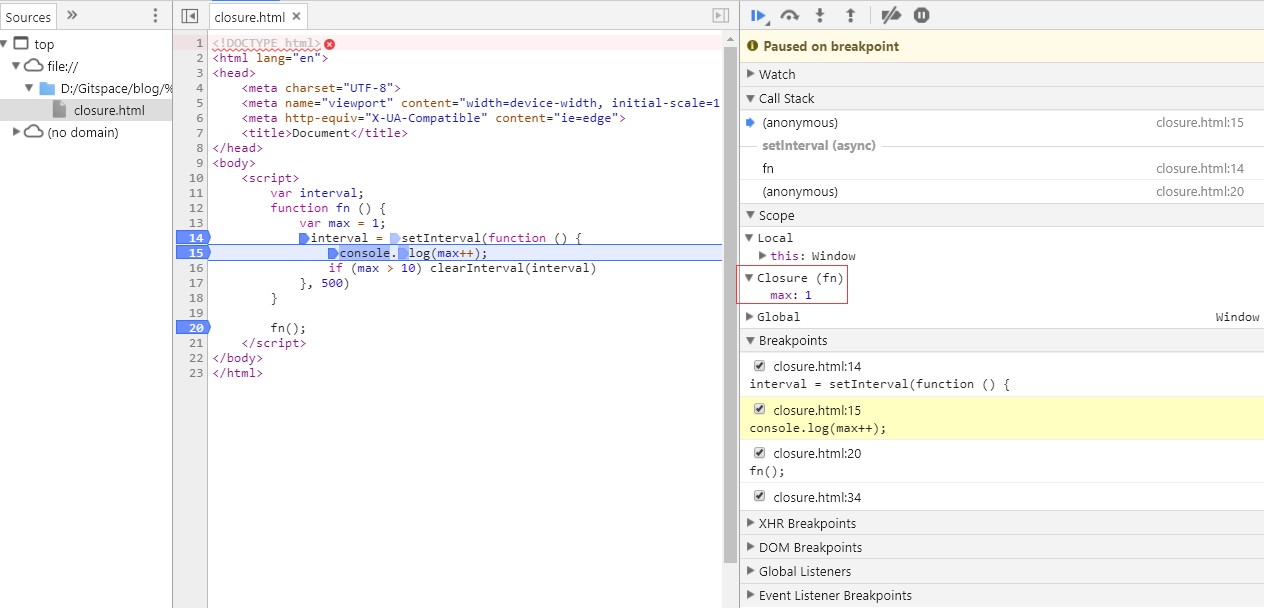 Sources »
top
file://
D:/Gitspace/blog/%
closure.html
(no domain)
closure.html ×
1 <!DOCTYPE html>
2 <html lang="en">
3 <head>
4 <meta charset="UTF-8">
5 <meta name="viewport" content="width=device-width, initial-scale=1
6 <meta http-equiv="X-UA-Compatible" content="ie=edge">
7 <title>Document</title>
8 </head>
9 <body>
10 <script>
11 var interval;
12 function fn () {
13 var max = 1;
14 interval = setInterval(function () {
15 console.log(max++);
16 if (max > 10) clearInterval(interval)
17 }, 500)
18 }
19
20 fn();
21 </script>
22 </body>
23 </html>
Paused on breakpoint
Watch
Call Stack
(anonymous) closure.html:15
setInterval (async)
fn closure.html:14
(anonymous) closure.html:20
Scope
Local
this: Window
Closure (fn)
max: 1
Global Window
Breakpoints
closure.html:14
interval = setInterval(function () {
closure.html:15
console.log(max++);
closure.html:20
fn();
closure.html:34
XHR Breakpoints
DOM Breakpoints
Global Listeners
Event Listener Breakpoints